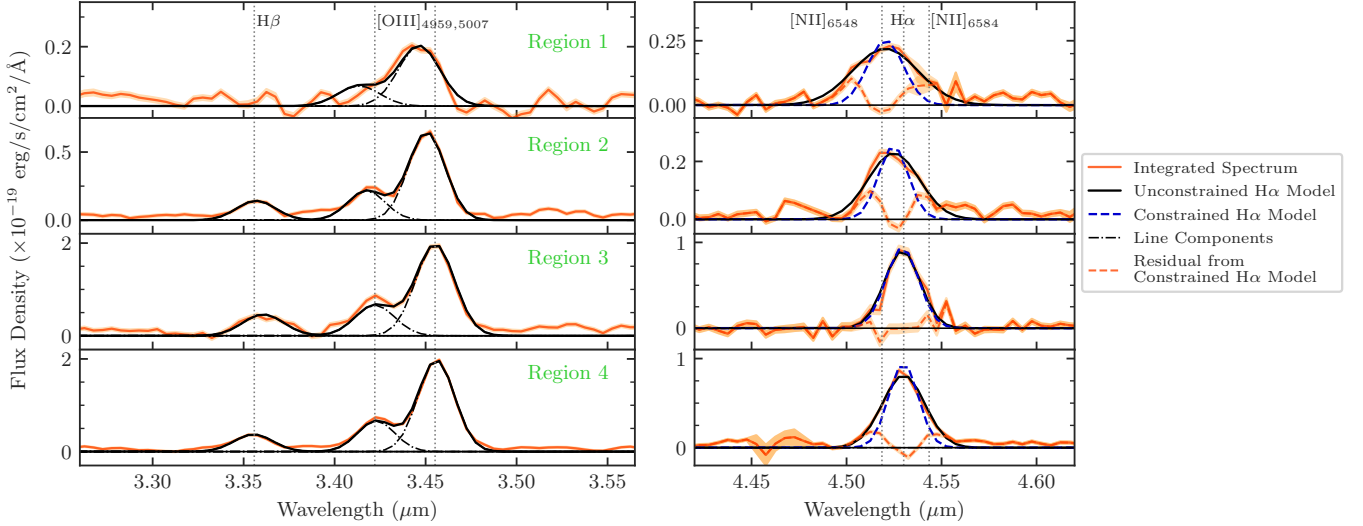 Flux Density (×10⁻¹⁹ erg/s/cm²/Å)
Hβ
[OIII]₄₉₅₉,₅₀₀₇
Region 1
0.2
0.0
Region 2
0.5
0.0
Region 3
2
0
Region 4
2
0
3.30 3.35 3.40 3.45 3.50 3.55
Wavelength (μm)
[NII]₆₅₄₈ Hα [NII]₆₅₈₄
0.25
0.00
0.2
0.0
1
0
1
0
4.45 4.50 4.55 4.60
Wavelength (μm)
Integrated Spectrum
Unconstrained Hα Model
Constrained Hα Model
Line Components
Residual from
Constrained Hα Model